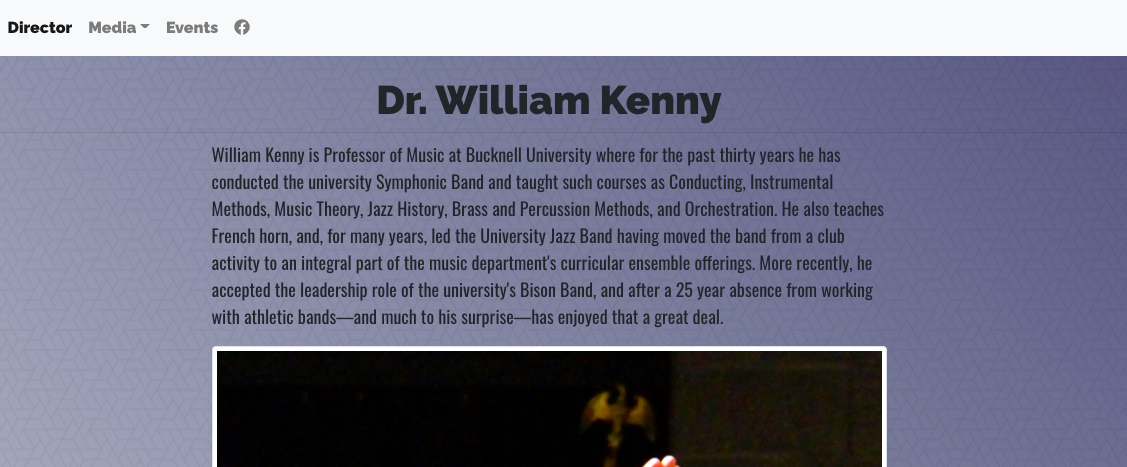 Director Media Events
Dr. William Kenny
William Kenny is Professor of Music at Bucknell University where for the past thirty years he has
conducted the university Symphonic Band and taught such courses as Conducting, Instrumental
Methods, Music Theory, Jazz History, Brass and Percussion Methods, and Orchestration. He also teaches
French horn, and, for many years, led the University Jazz Band having moved the band from a club
activity to an integral part of the music department's curricular ensemble offerings. More recently, he
accepted the leadership role of the university's Bison Band, and after a 25 year absence from working
with athletic bands—and much to his surprise—has enjoyed that a great deal.